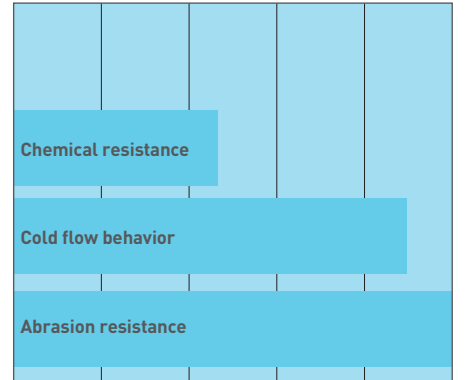 Chemical resistance
Cold flow behavior
Abrasion resistance